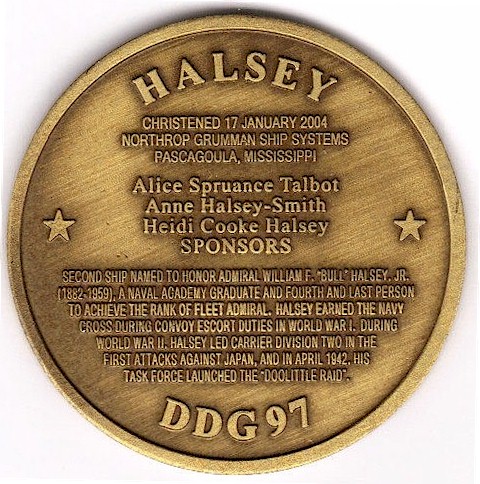 HALSEY
CHRISTENED 17 JANUARY 2004
NORTHROP GRUMMAN SHIP SYSTEMS
PASCAGOULA, MISSISSIPPI
Alice Spruance Talbot
Anne Halsey-Smith
Heidi Cooke Halsey
SPONSORS
SECOND SHIP NAMED TO HONOR ADMIRAL WILLIAM F. "BULL" HALSEY, JR.
(1882-1959), A NAVAL ACADEMY GRADUATE AND FOURTH AND LAST PERSON
TO ACHIEVE THE RANK OF FLEET ADMIRAL. HALSEY EARNED THE NAVY
CROSS DURING CONVOY ESCORT DUTIES IN WORLD WAR I. DURING
WORLD WAR II, HALSEY LED CARRIER DIVISION TWO IN THE
FIRST ATTACKS AGAINST JAPAN, AND IN APRIL 1942, HIS
TASK FORCE LAUNCHED THE "DOOLITTLE RAID".
DDG 97